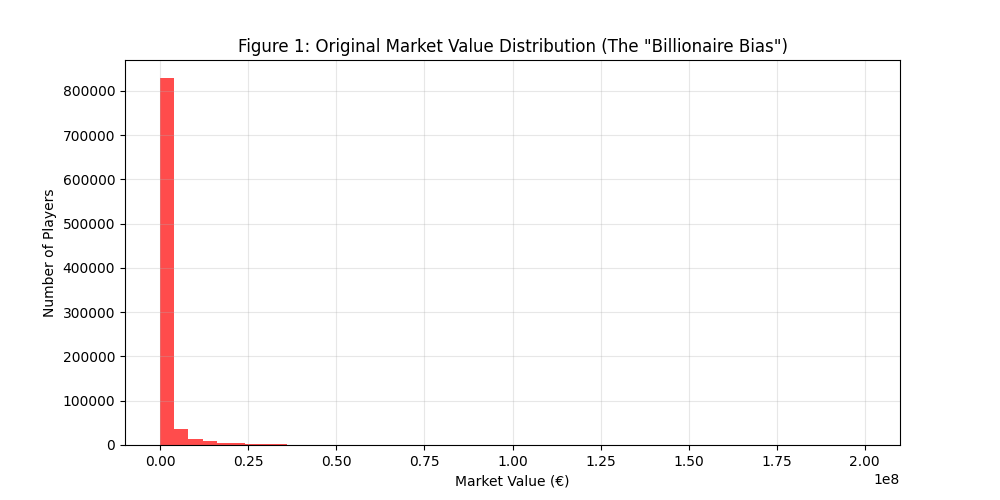 Figure 1: Original Market Value Distribution (The "Billionaire Bias")
800000
700000
600000
500000
400000
300000
200000
100000
0
Number of Players
0.00 0.25 0.50 0.75 1.00 1.25 1.50 1.75 2.00
1e8
Market Value (€)